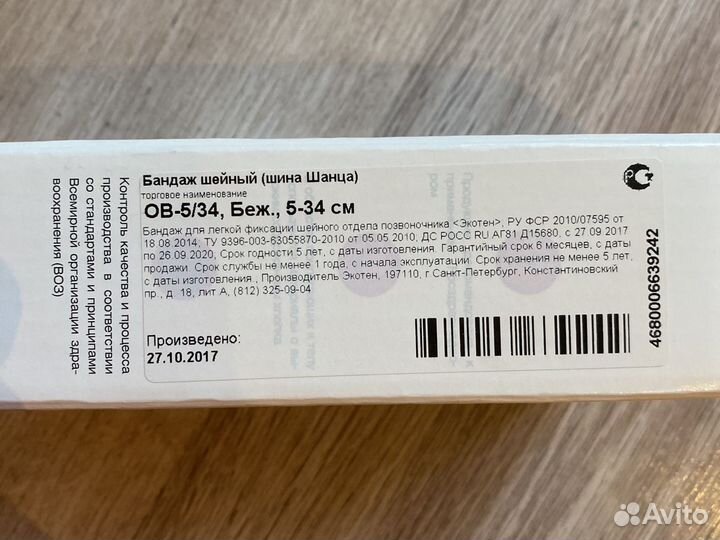 Бандаж шейный (шина Шанца)
торговое наименование
ОВ-5/34, Беж., 5-34 см
Бандаж для легкой фиксации шейного отдела позвоночника <Экотен>, РУ ФСР 2010/07595 от
18.08.2014, ТУ 9396-003-63055870-2010 от 05.05 2010, ДС РОСС RU АГ81 Д15680, с 27.09 2017
по 26.09.2020, Срок годности 5 лет, с даты изготовления. Гарантийный срок 6 месяцев, с даты
продажи. Срок службы не менее 1 года, с начала эксплуатации. Срок хранения не менее 5 лет,
с даты изготовления , Производитель Экотен, 197110, г.Санкт-Петербург, Константиновский
пр., д. 18, лит А, (812) 325-09-04
Произведено:
27.10.2017
4680006639242
Контроль качества и процесса
производства в соответствии
со стандартами и принципами
Всемирной организации здра-
воохранения (ВОЗ)
Avito